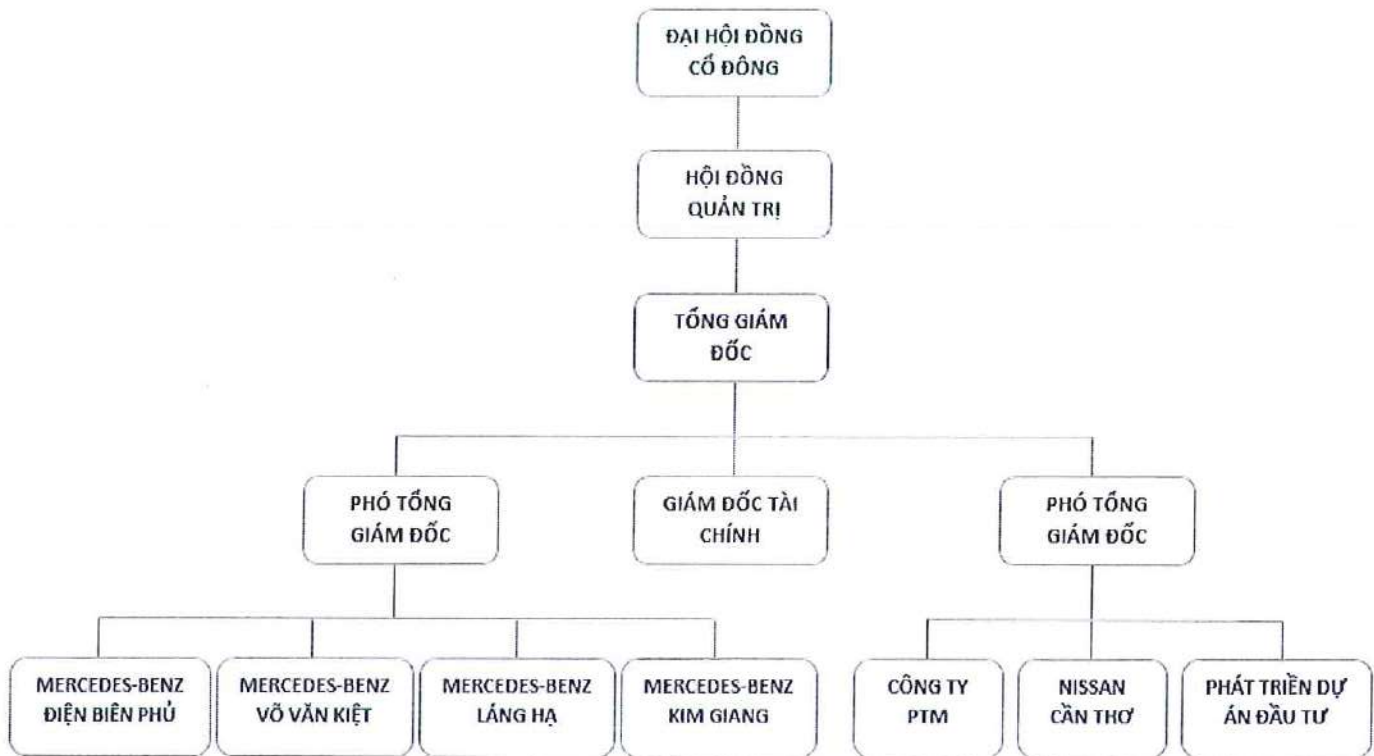 ĐẠI HỘI ĐỒNG
CỔ ĐÔNG
HỘI ĐỒNG
QUẢN TRỊ
TỔNG GIÁM
ĐỐC
PHÓ TỔNG
GIÁM ĐỐC
GIÁM ĐỐC TÀI
CHÍNH
PHÓ TỔNG
GIÁM ĐỐC
MERCEDES-BENZ
ĐIỆN BIÊN PHỦ
MERCEDES-BENZ
VÕ VĂN KIỆT
MERCEDES-BENZ
LÁNG HẠ
MERCEDES-BENZ
KIM GIANG
CÔNG TY
PTM
NISSAN
CẦN THƠ
PHÁT TRIỀN DỰ
ÁN ĐẦU TƯ